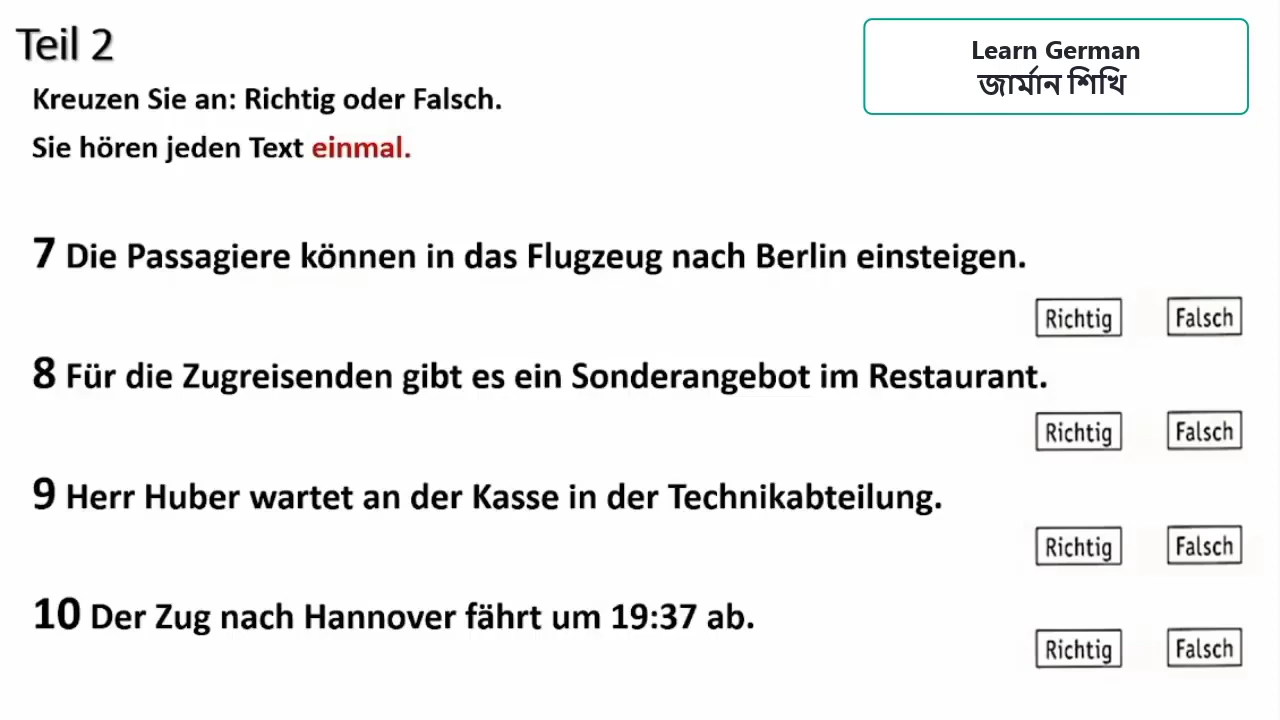 Teil 2
Learn German
জার্মান শিখি
Kreuzen Sie an: Richtig oder Falsch.
Sie hören jeden Text einmal.
7 Die Passagiere können in das Flugzeug nach Berlin einsteigen.
Richtig Falsch
8 Für die Zugreisenden gibt es ein Sonderangebot im Restaurant.
Richtig Falsch
9 Herr Huber wartet an der Kasse in der Technikabteilung.
Richtig Falsch
10 Der Zug nach Hannover fährt um 19:37 ab.
Richtig Falsch